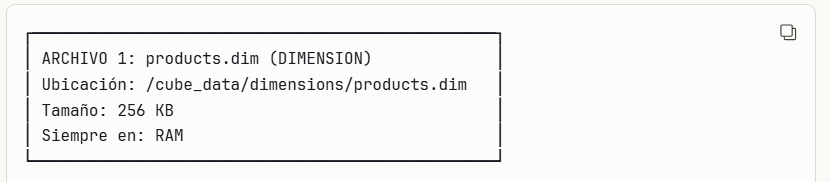 ARCHIVO 1: products.dim (DIMENSION)
Ubicación: /cube_data/dimensions/products.dim
Tamaño: 256 KB
Siempre en: RAM